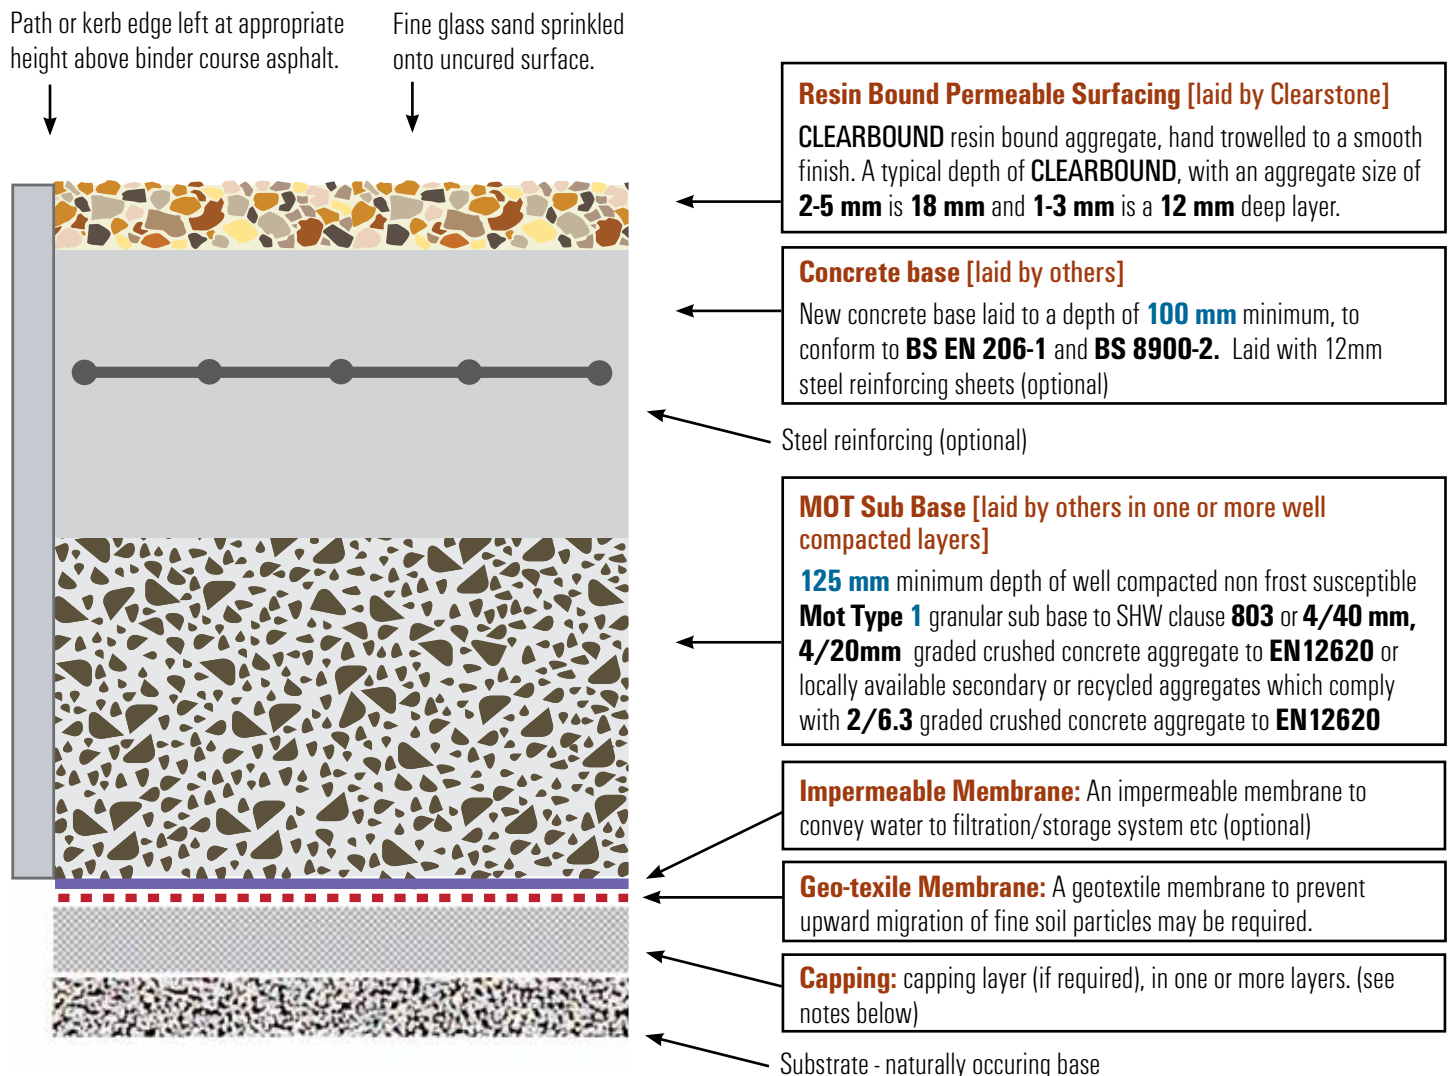 Path or kerb edge left at appropriate
height above binder course asphalt.
Fine glass sand sprinkled
onto uncured surface.
Resin Bound Permeable Surfacing [laid by Clearstone]
CLEARBOUND resin bound aggregate, hand trowelled to a smooth
finish. A typical depth of CLEARBOUND, with an aggregate size of
2-5 mm is 18 mm and 1-3 mm is a 12 mm deep layer.
Concrete base [laid by others]
New concrete base laid to a depth of 100 mm minimum, to
conform to BS EN 206-1 and BS 8900-2. Laid with 12mm
steel reinforcing sheets (optional)
Steel reinforcing (optional)
MOT Sub Base [laid by others in one or more well
compacted layers]
125 mm minimum depth of well compacted non frost susceptible
Mot Type 1 granular sub base to SHW clause 803 or 4/40 mm,
4/20mm graded crushed concrete aggregate to EN12620 or
locally available secondary or recycled aggregates which comply
with 2/6.3 graded crushed concrete aggregate to EN12620
Impermeable Membrane: An impermeable membrane to
convey water to filtration/storage system etc (optional)
Geo-texile Membrane: A geotextile membrane to prevent
upward migration of fine soil particles may be required.
Capping: capping layer (if required), in one or more layers. (see
notes below)
Substrate - naturally occuring base